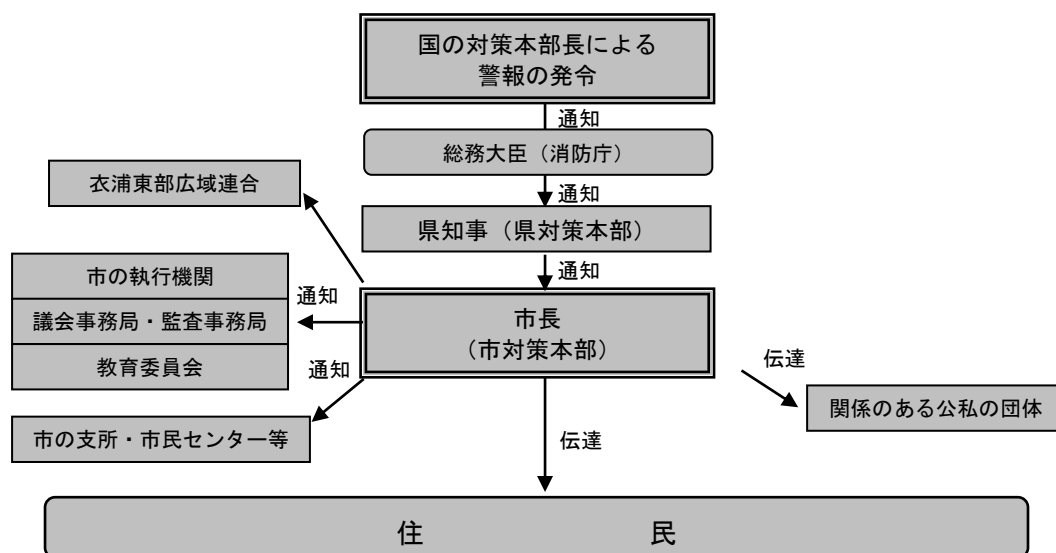 国の対策本部長による
警報の発令
通知
総務大臣（消防庁）
通知
衣浦東部広域連合
県知事（県対策本部）
通知
市の執行機関
議会事務局・監査事務局
教育委員会
通知
市長
（市対策本部）
通知
伝達
市の支所・市民センター等
関係のある公私の団体
伝達
住　民